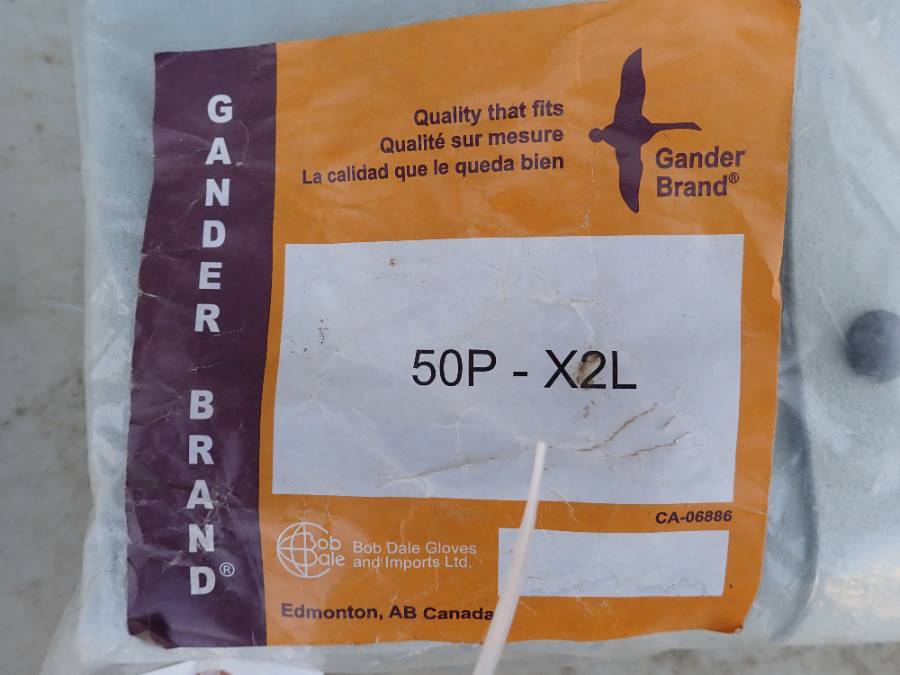 GANDER BRAND®
Quality that fits
Qualité sur mesure
La calidad que le queda bien
Gander
Brand®
50P - X2L
CA-06886
Bob
Dale
Bob Dale Gloves
and Imports Ltd.
Edmonton, AB Canada